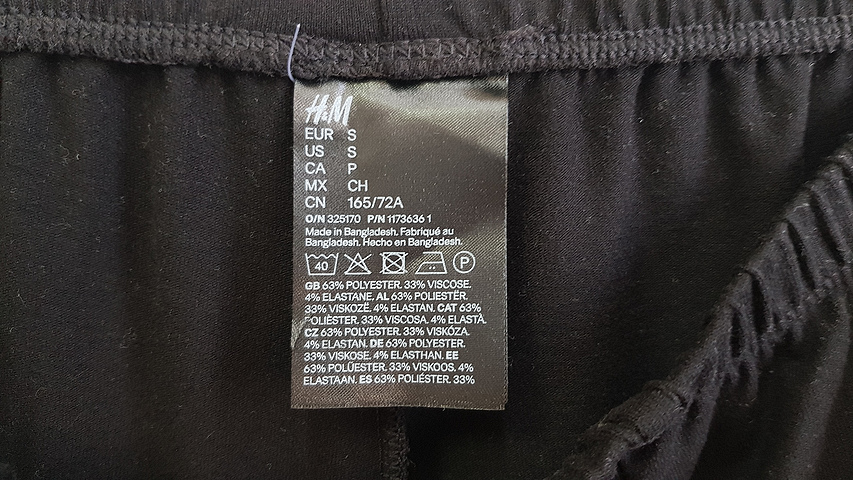 H&M
EUR S
US S
CA P
MX CH
CN 165/72A
O/N 325170 P/N 1173636 1
Made in Bangladesh. Fabriqué au
Bangladesh. Hecho en Bangladesh.
40 P
GB 63% POLYESTER. 33% VISCOSE.
4% ELASTANE. AL 63% POLIESTËR.
33% VISKOZË. 4% ELASTAN. CAT 63%
POLIÈSTER. 33% VISCOSA. 4% ELASTÀ.
CZ 63% POLYESTER. 33% VISKÓZA.
4% ELASTAN. DE 63% POLYESTER.
33% VISKOSE. 4% ELASTHAN. EE
63% POLÜESTER. 33% VISKOOS. 4%
ELASTAAN. ES 63% POLIÉSTER. 33%